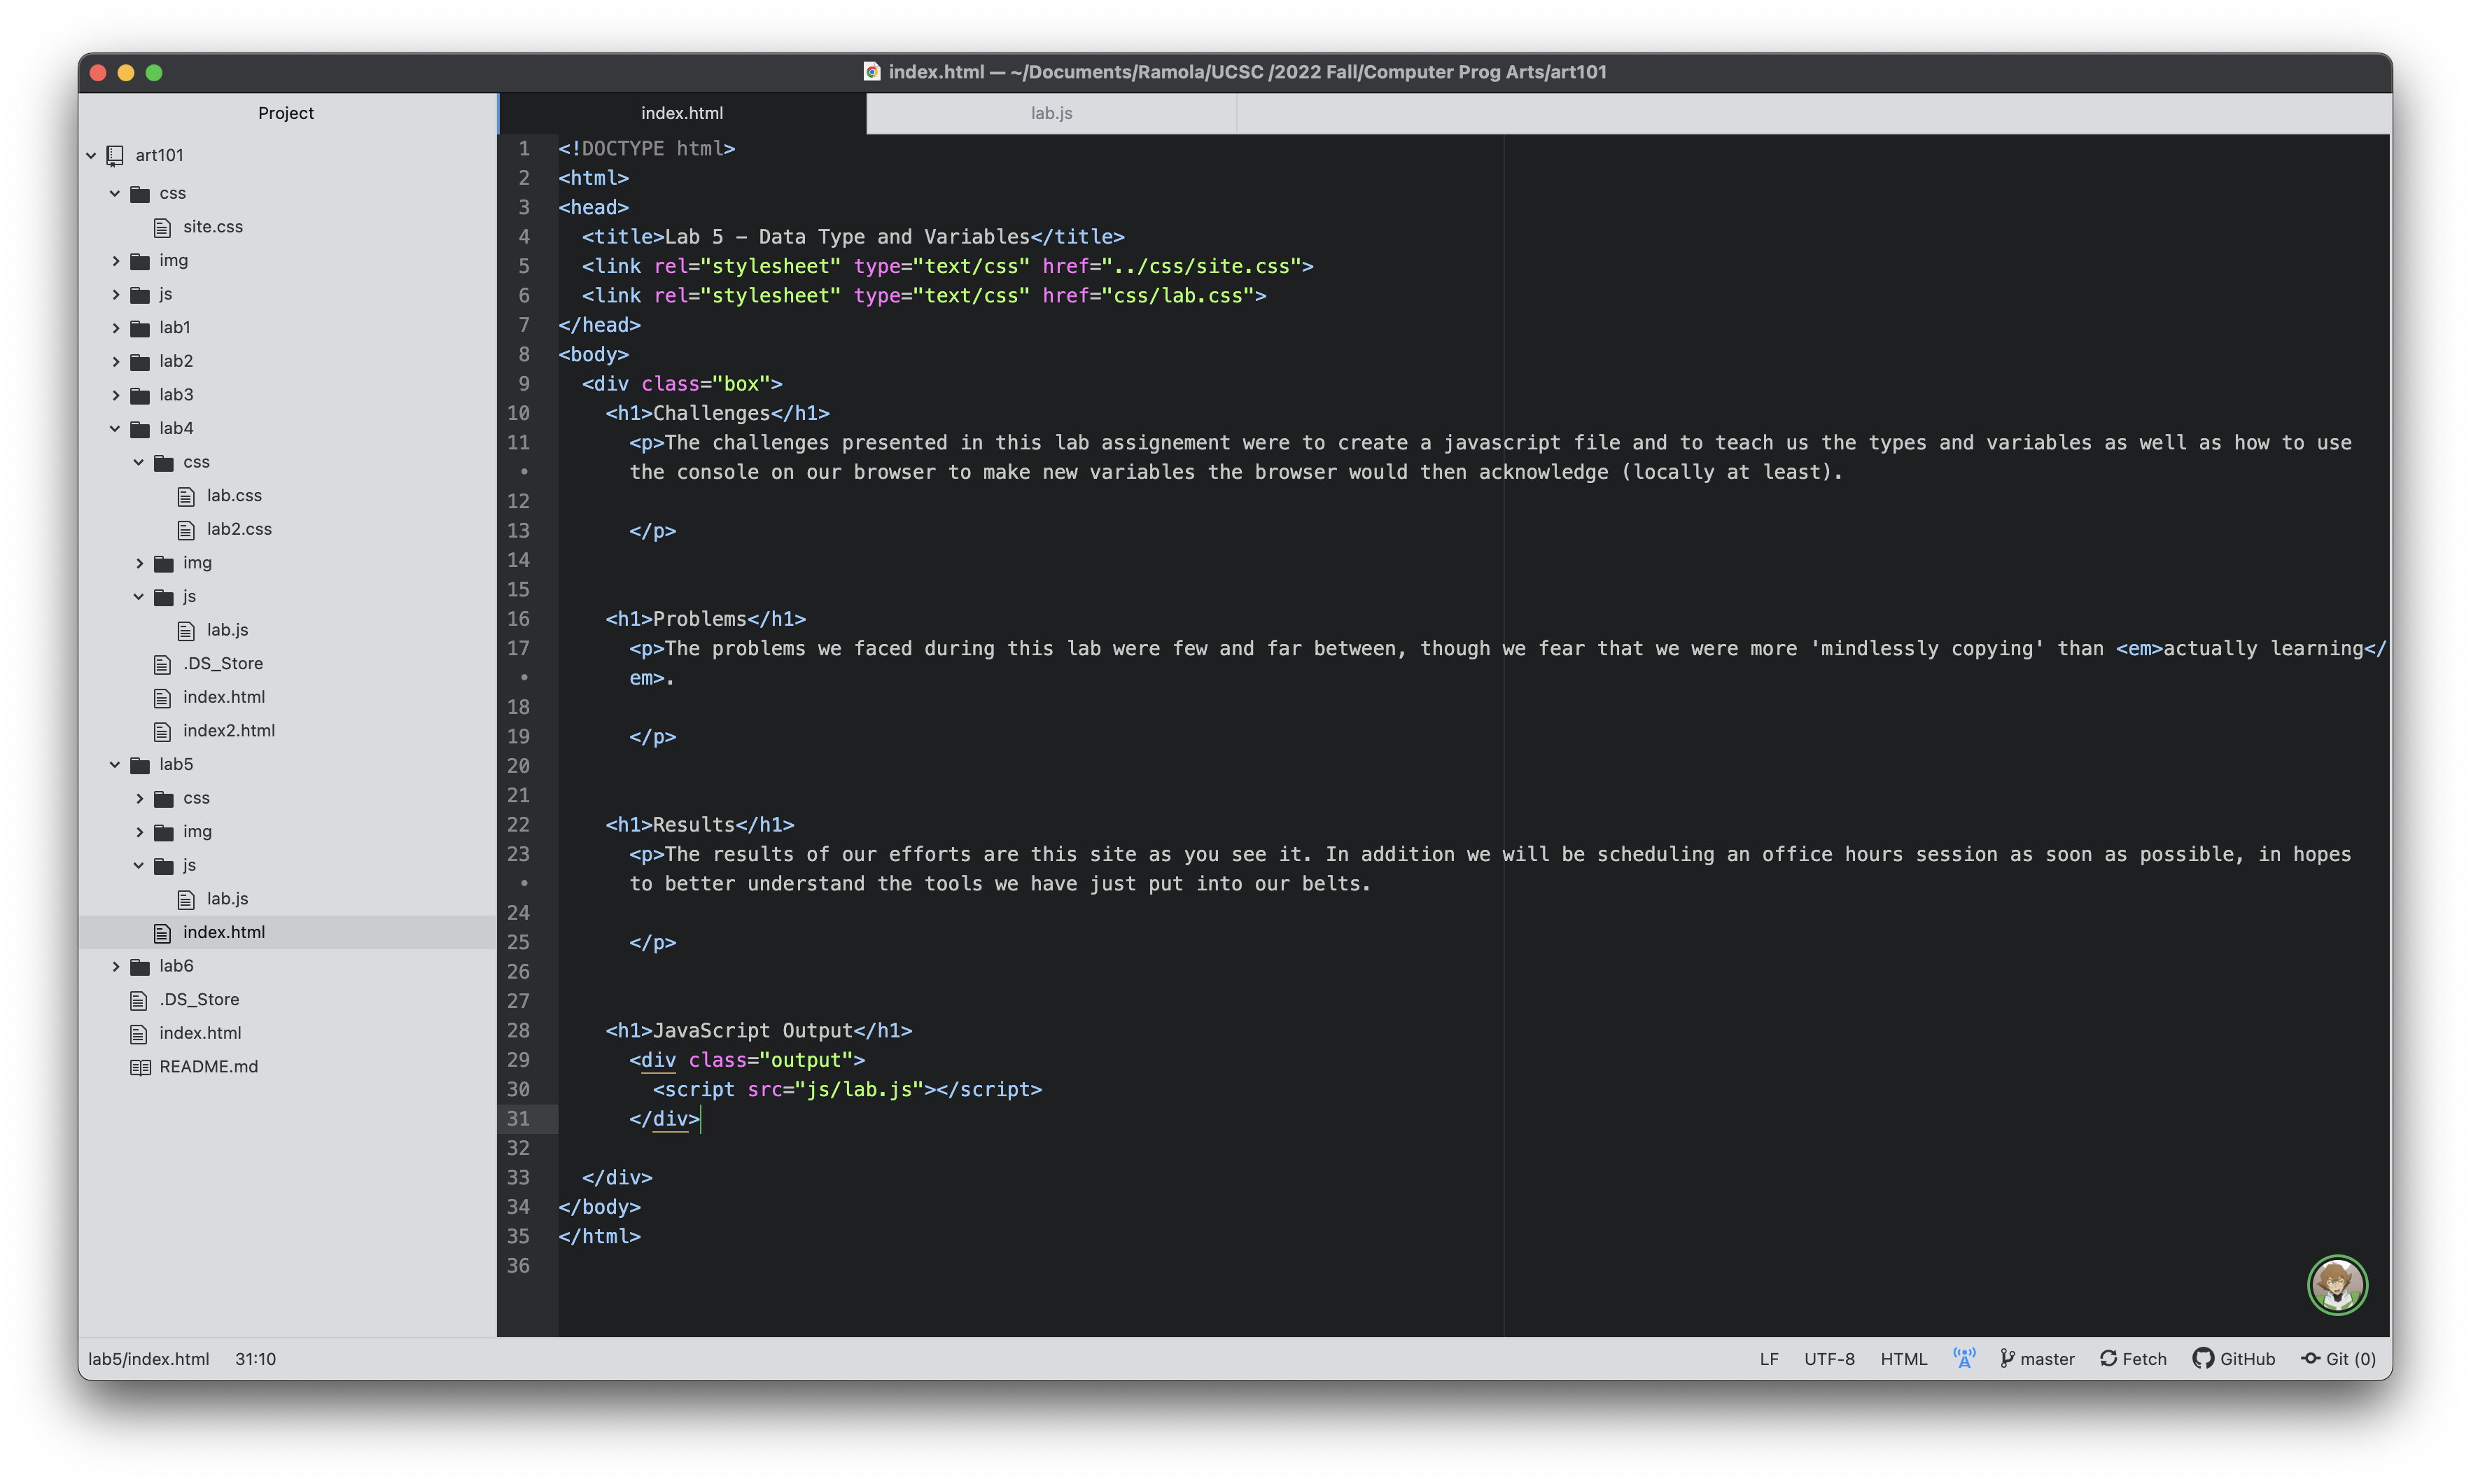 index.html — ~/Documents/Ramola/UCSC /2022 Fall/Computer Prog Arts/art101
Project
art101
css
site.css
img
js
lab1
lab2
lab3
lab4
css
lab.css
lab2.css
img
js
lab.js
.DS_Store
index.html
index2.html
lab5
css
img
js
lab.js
index.html
lab6
.DS_Store
index.html
README.md
index.html lab.js
1 <!DOCTYPE html>
2 <html>
3 <head>
4   <title>Lab 5 - Data Type and Variables</title>
5   <link rel="stylesheet" type="text/css" href="../css/site.css">
6   <link rel="stylesheet" type="text/css" href="css/lab.css">
7 </head>
8 <body>
9   <div class="box">
10     <h1>Challenges</h1>
11       <p>The challenges presented in this lab assignement were to create a javascript file and to teach us the types and variables as well as how to use
•       the console on our browser to make new variables the browser would then acknowledge (locally at least).
12
13       </p>
14
15
16     <h1>Problems</h1>
17       <p>The problems we faced during this lab were few and far between, though we fear that we were more 'mindlessly copying' than <em>actually learning</
•       em>.
18
19       </p>
20
21
22     <h1>Results</h1>
23       <p>The results of our efforts are this site as you see it. In addition we will be scheduling an office hours session as soon as possible, in hopes
•       to better understand the tools we have just put into our belts.
24
25       </p>
26
27
28     <h1>JavaScript Output</h1>
29       <div class="output">
30         <script src="js/lab.js"></script>
31       </div>
32
33   </div>
34 </body>
35 </html>
36
lab5/index.html 31:10 LF UTF-8 HTML master Fetch GitHub Git (0)